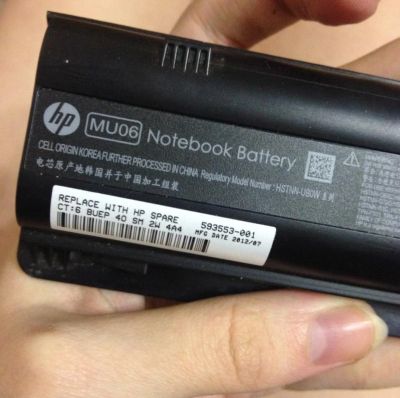 hp MU06 Notebook Battery
CELL ORIGIN KOREA FURTHER PROCESSED IN CHINA Regulatory Model Number: HSTNN-UB0W 系列
电芯原产地韩国并于中国加工组装
REPLACE WITH HP SPARE 593553-001
CT:6 BUEP 40 SM 2W 4A4 MFG DATE 2012/07